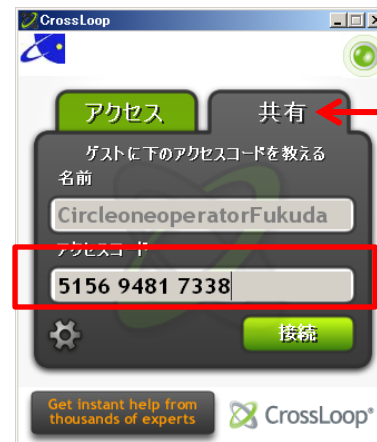 CrossLoop
アクセス
共有
ゲストに下のアクセスコードを教える
名前
CircleoneoperatorFukuda
アクセスコード
5156 9481 7338
接続
Get instant help from
thousands of experts
CrossLoop®